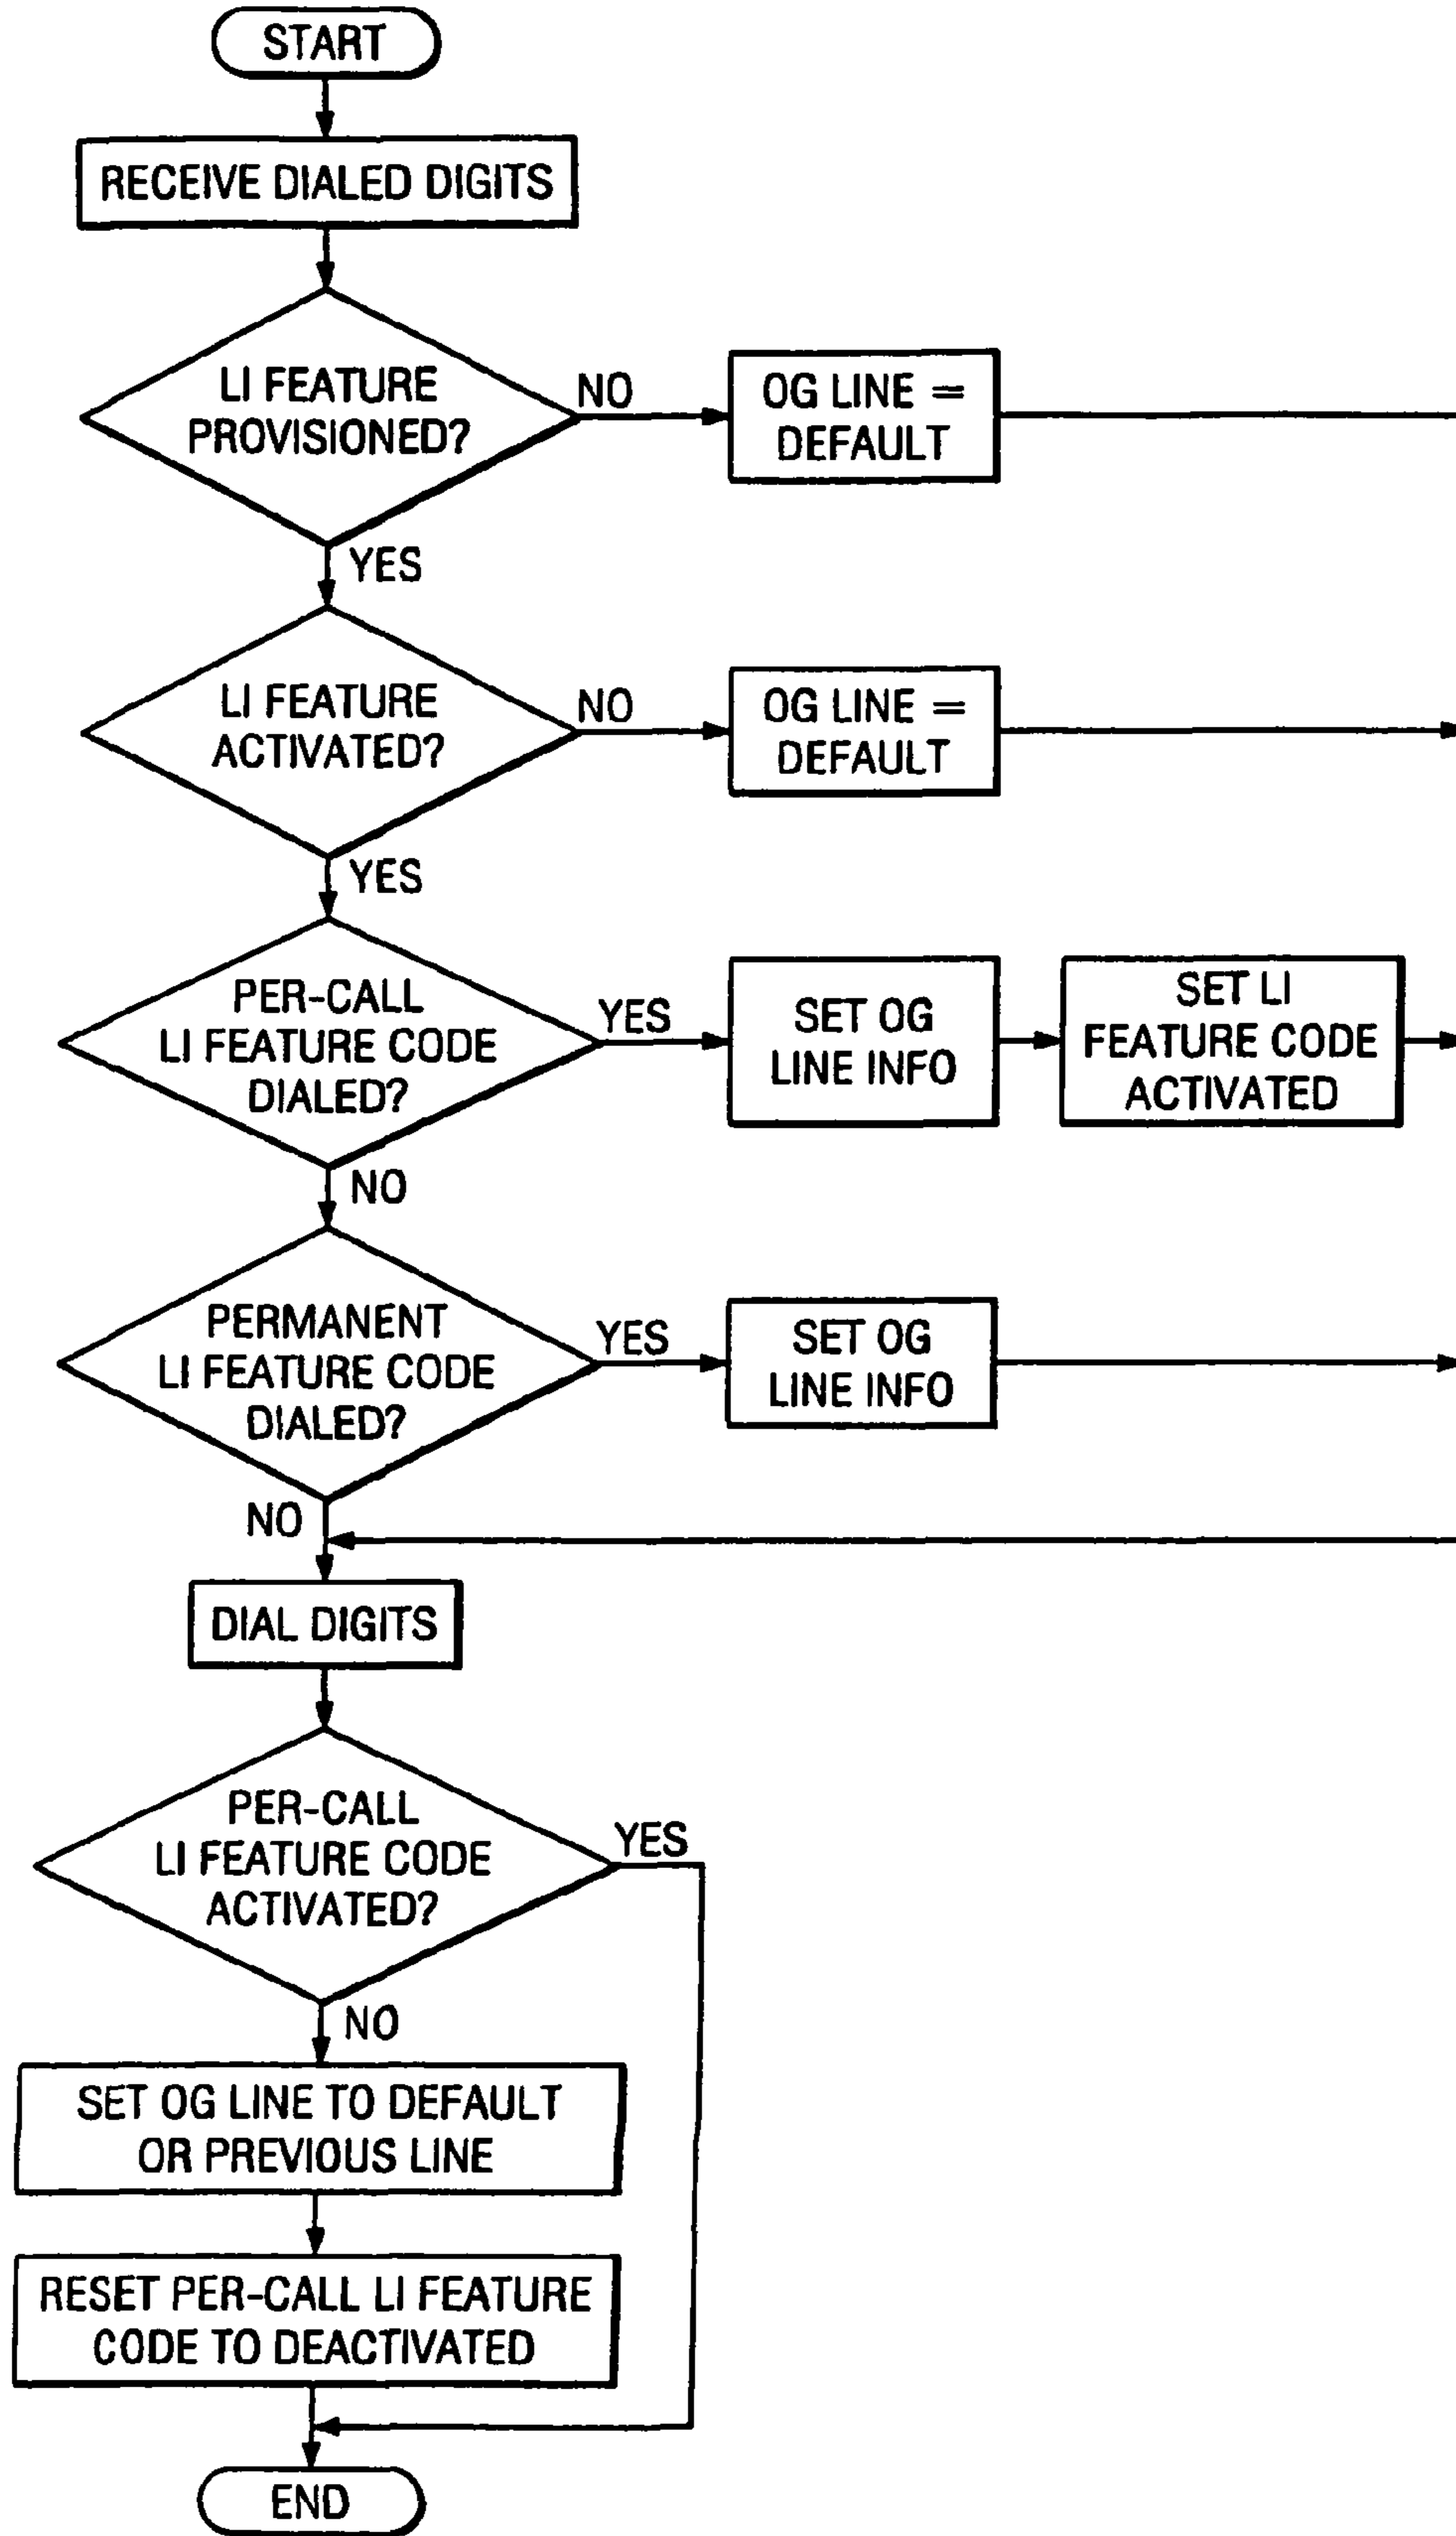 START
RECEIVE DIALED DIGITS
LI FEATURE
PROVISIONED?
NO
OG LINE =
DEFAULT
YES
LI FEATURE
ACTIVATED?
NO
OG LINE =
DEFAULT
YES
PER-CALL
LI FEATURE CODE
DIALED?
YES
SET OG
LINE INFO
SET LI
FEATURE CODE
ACTIVATED
NO
PERMANENT
LI FEATURE CODE
DIALED?
YES
SET OG
LINE INFO
NO
DIAL DIGITS
PER-CALL
LI FEATURE CODE
ACTIVATED?
YES
NO
SET OG LINE TO DEFAULT
OR PREVIOUS LINE
RESET PER-CALL LI FEATURE
CODE TO DEACTIVATED
END